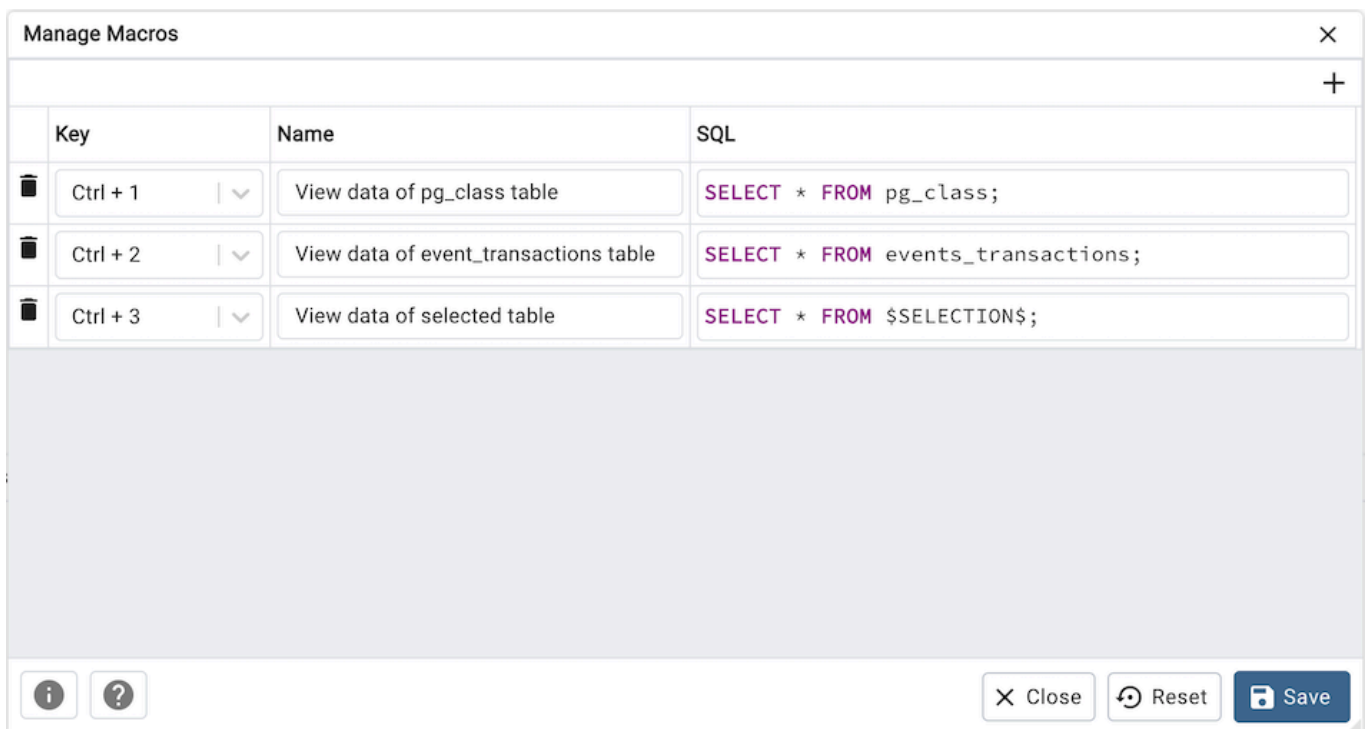 Manage Macros
Key Name SQL
Ctrl + 1 View data of pg_class table SELECT * FROM pg_class;
Ctrl + 2 View data of event_transactions table SELECT * FROM events_transactions;
Ctrl + 3 View data of selected table SELECT * FROM $SELECTION$;
Close Reset Save